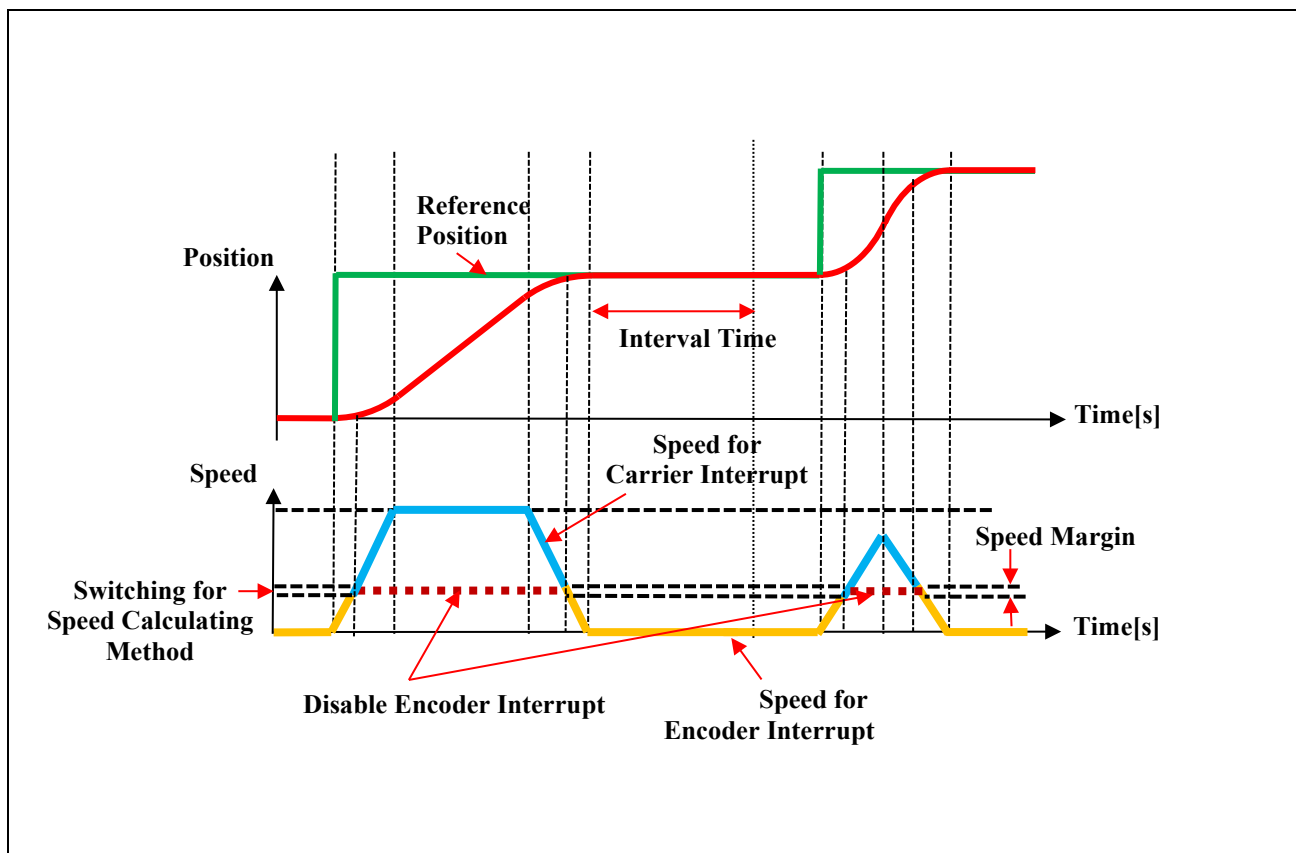 Reference
Position
Position
Interval Time
Time[s]
Speed for
Carrier Interrupt
Speed
Speed Margin
Switching for
Speed Calculating
Method
Time[s]
Disable Encoder Interrupt
Speed for
Encoder Interrupt